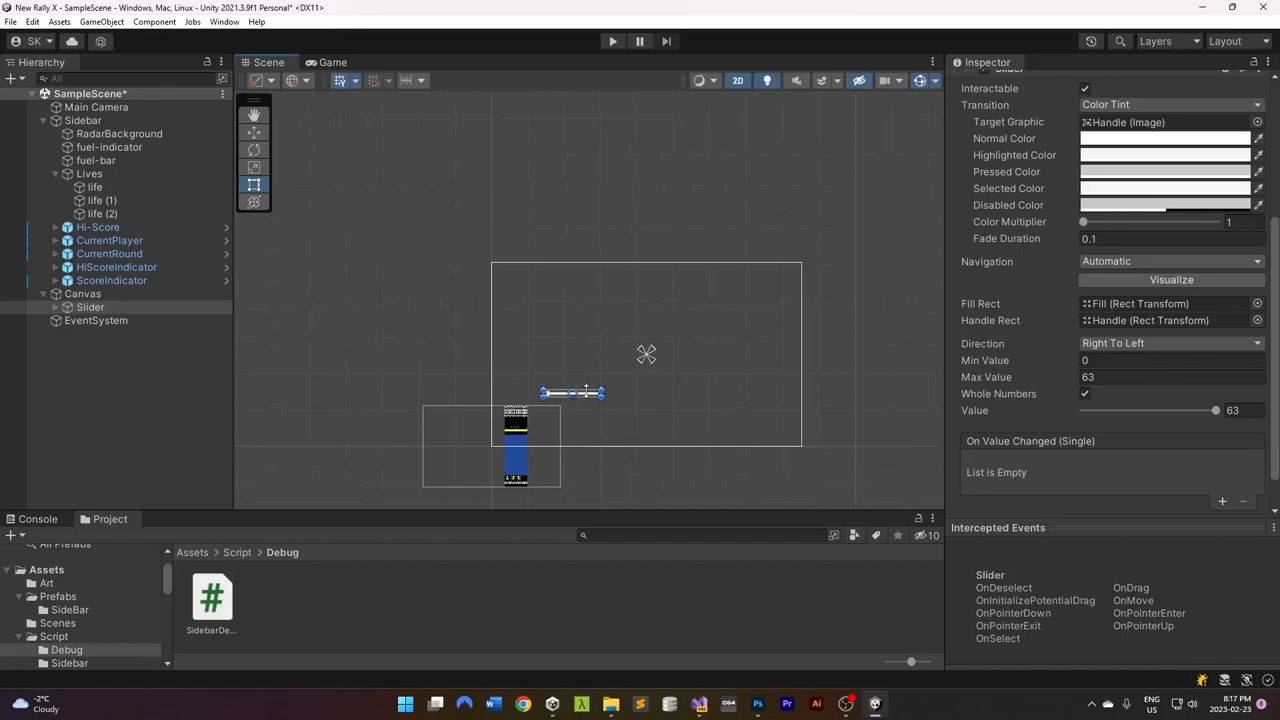 New Rally X - SampleScene - Windows, Mac, Linux - Unity 2021.3.9f1 Personal* <DX11>
File Edit Assets GameObject Component Jobs Window Help
SK Layers Layout
Hierarchy Scene Game Inspector
All 2D
SampleScene*
Main Camera
Sidebar
RadarBackground
fuel-indicator
fuel-bar
Lives
life
life (1)
life (2)
Hi-Score
CurrentPlayer
CurrentRound
HiScoreIndicator
ScoreIndicator
Canvas
Slider
EventSystem
Interactable
Transition Color Tint
Target Graphic Handle (Image)
Normal Color
Highlighted Color
Pressed Color
Selected Color
Disabled Color
Color Multiplier 1
Fade Duration 0.1
Navigation Automatic
Visualize
Fill Rect Fill (Rect Transform)
Handle Rect Handle (Rect Transform)
Direction Right To Left
Min Value 0
Max Value 63
Whole Numbers
Value 63
On Value Changed (Single)
List is Empty
Intercepted Events
Slider
OnDeselect OnDrag
OnInitializePotentialDrag OnMove
OnPointerDown OnPointerEnter
OnPointerExit OnPointerUp
OnSelect
Console Project
10
Assets
Art
Prefabs
SideBar
Scenes
Script
Debug
Sidebar
Assets > Script > Debug
SidebarDe...
-2°C
Cloudy
ENG
US
8:17 PM
2023-02-23